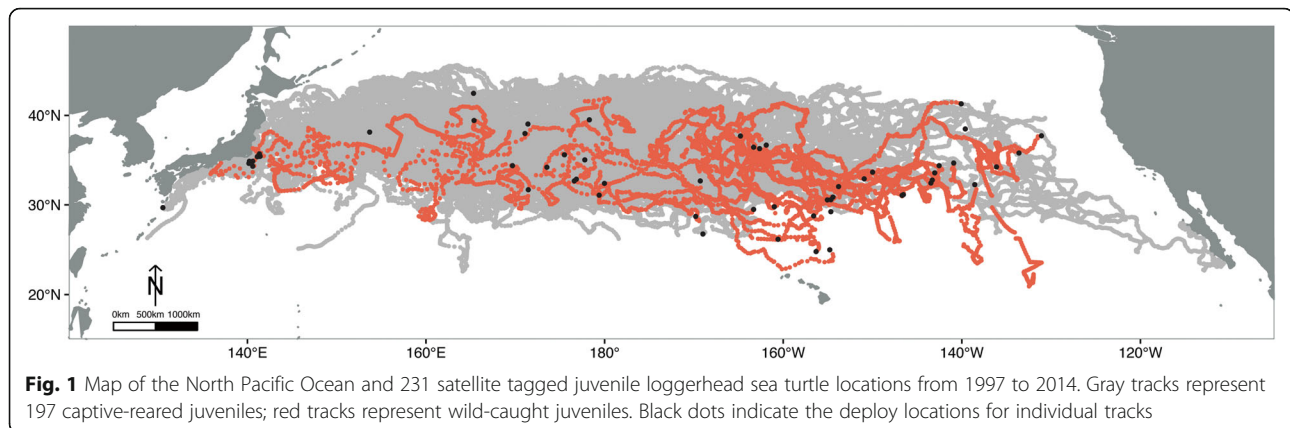 40°N
30°N
20°N
N
0km 500km 1000km
140°E 160°E 180° 160°W 140°W 120°W
Fig. 1 Map of the North Pacific Ocean and 231 satellite tagged juvenile loggerhead sea turtle locations from 1997 to 2014. Gray tracks represent
197 captive-reared juveniles; red tracks represent wild-caught juveniles. Black dots indicate the deploy locations for individual tracks